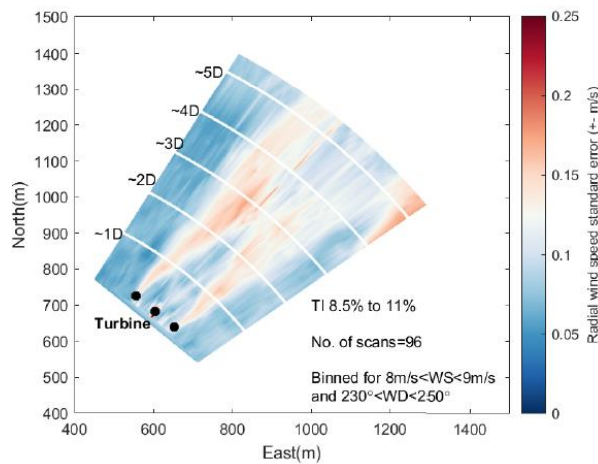 1500
1400
1300
1200
1100
1000
900
800
700
600
500
400
North(m)
~5D
~4D
~3D
~2D
~1D
Turbine
TI 8.5% to 11%
No. of scans=96
Binned for 8m/s<WS<9m/s
and 230°<WD<250°
400 600 800 1000 1200 1400
East(m)
0.25
0.2
0.15
0.1
0.05
0
Radial wind speed standard error (+- m/s)